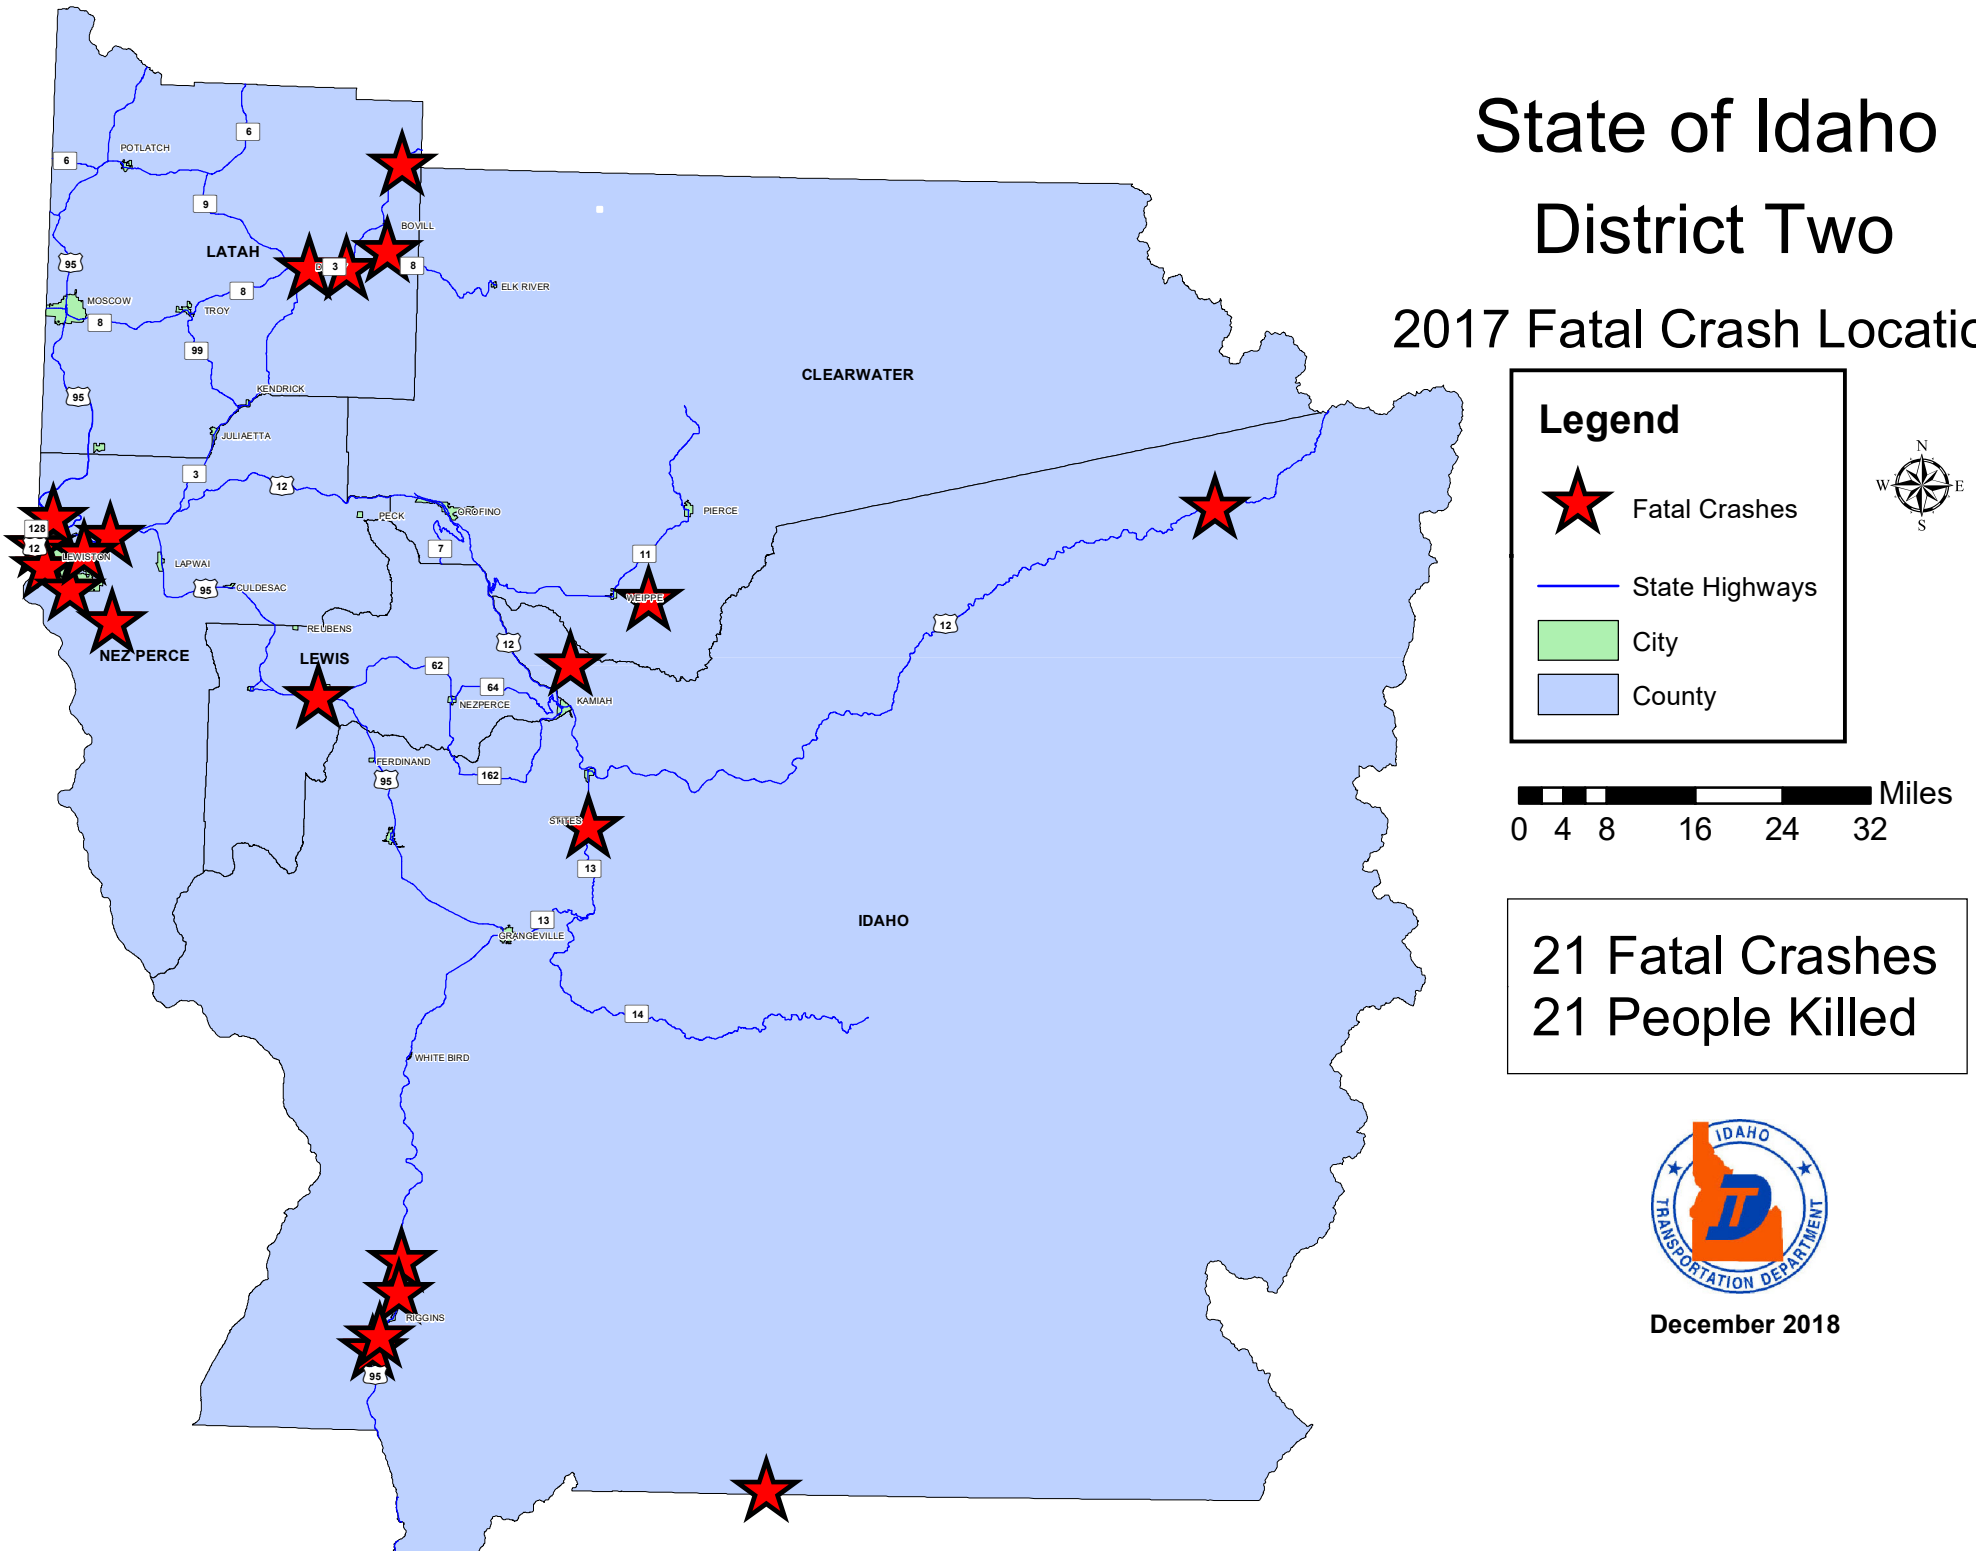 State of Idaho
District Two
2017 Fatal Crash Locatio
Legend
Fatal Crashes
State Highways
City
County
N
W E
S
Miles
0 4 8 16 24 32
21 Fatal Crashes
21 People Killed
IDAHO
TRANSPORTATION DEPARTMENT
IDT
December 2018
6
POTLATCH
6
9
BOVILL
LATAH
95
3
8
8
ELK RIVER
MOSCOW
TROY
8
99
CLEARWATER
KENDRICK
95
JULIAETTA
3
12
PECK
OROFINO
PIERCE
128
12
LEWISTON
7
11
LAPWAI
95
CULDESAC
WEIPPE
12
REUBENS
12
NEZ PERCE
LEWIS
62
64
NEZPERCE
KAMIAH
FERDINAND
95
162
STITES
13
13
IDAHO
GRANGEVILLE
14
WHITE BIRD
RIGGINS
95